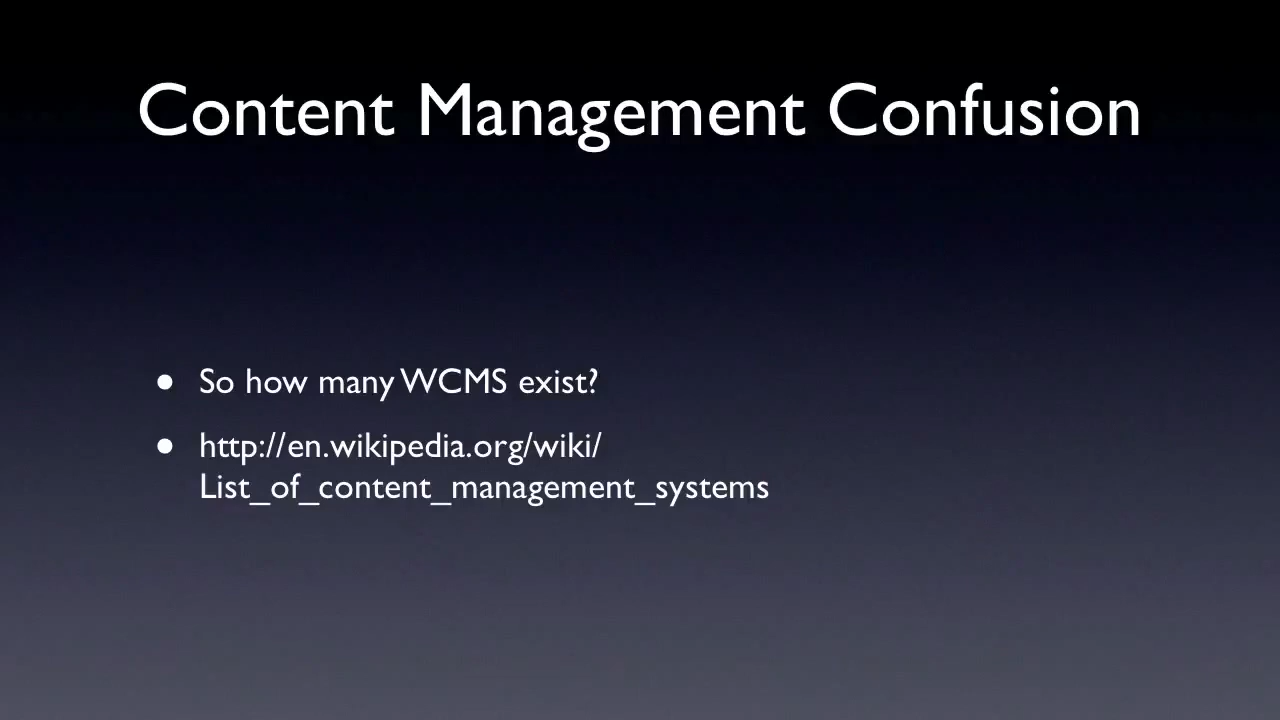 Content Management Confusion
• So how many WCMS exist?
• http://en.wikipedia.org/wiki/
List_of_content_management_systems